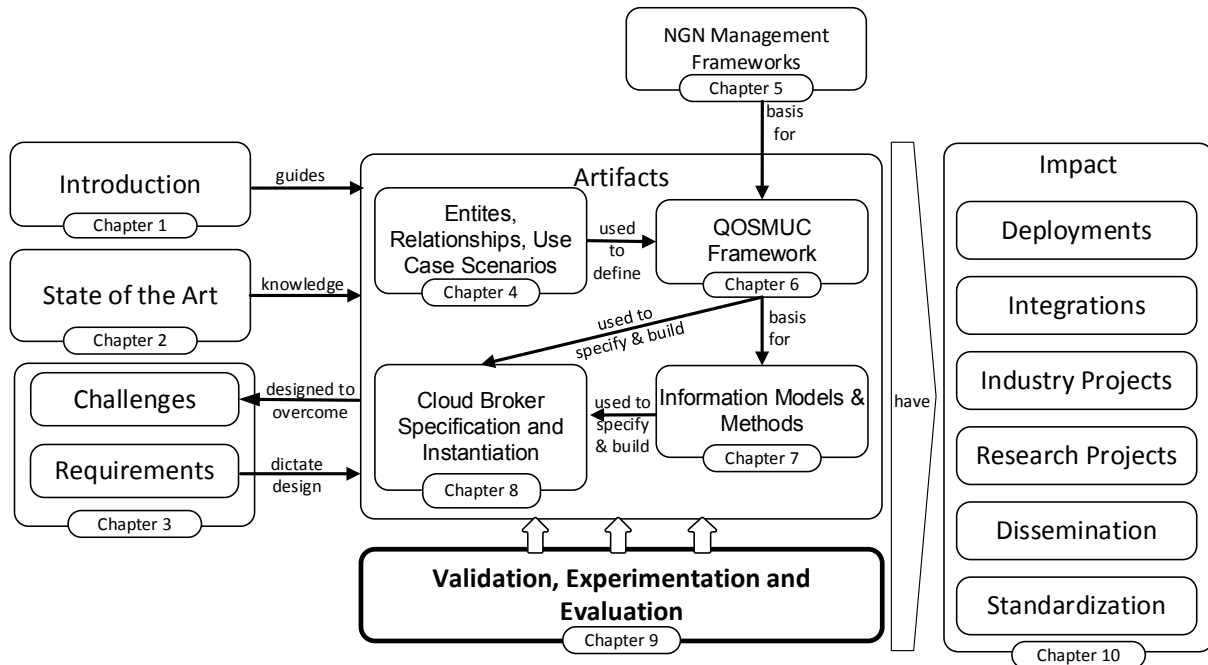 NGN Management
Frameworks
Chapter 5
basis
for
Introduction
Chapter 1
guides
State of the Art
Chapter 2
knowledge
Challenges
designed to
overcome
Requirements
dictate
design
Chapter 3
Artifacts
Entites,
Relationships, Use
Case Scenarios
Chapter 4
used
to
define
QOSMUC
Framework
Chapter 6
used to
specify & build
basis
for
Cloud Broker
Specification and
Instantiation
Chapter 8
used to
specify
& build
Information Models &
Methods
Chapter 7
Validation, Experimentation and
Evaluation
Chapter 9
have
Impact
Deployments
Integrations
Industry Projects
Research Projects
Dissemination
Standardization
Chapter 10